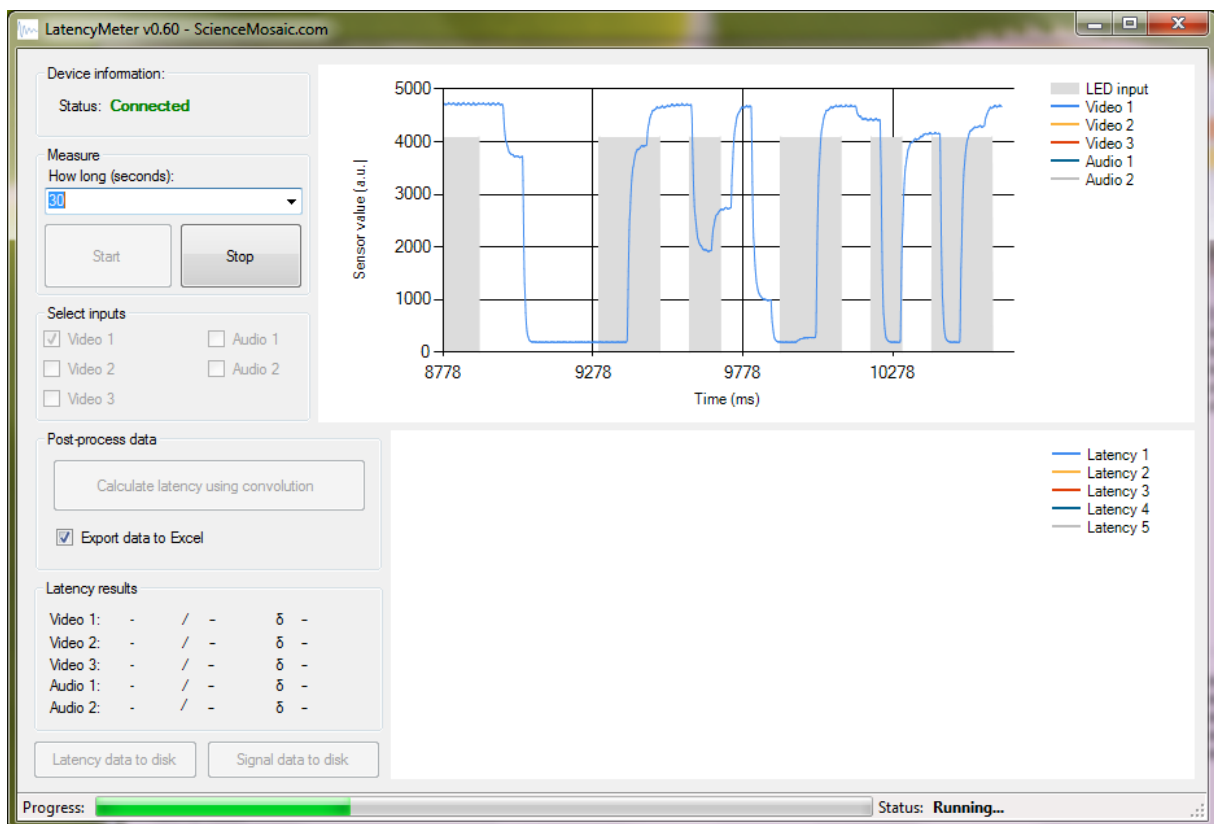 LatencyMeter v0.60 - ScienceMosaic.com
Device information:
Status: Connected
Measure
How long (seconds):
30
Start Stop
Select inputs
Video 1 Audio 1
Video 2 Audio 2
Video 3
5000
4000
3000
2000
1000
0
Sensor value [a.u.]
8778 9278 9778 10278
Time (ms)
LED input
Video 1
Video 2
Video 3
Audio 1
Audio 2
Post-process data
Calculate latency using convolution
Export data to Excel
Latency results
Video 1: - / - δ -
Video 2: - / - δ -
Video 3: - / - δ -
Audio 1: - / - δ -
Audio 2: - / - δ -
Latency data to disk Signal data to disk
Latency 1
Latency 2
Latency 3
Latency 4
Latency 5
Progress: Status: Running...